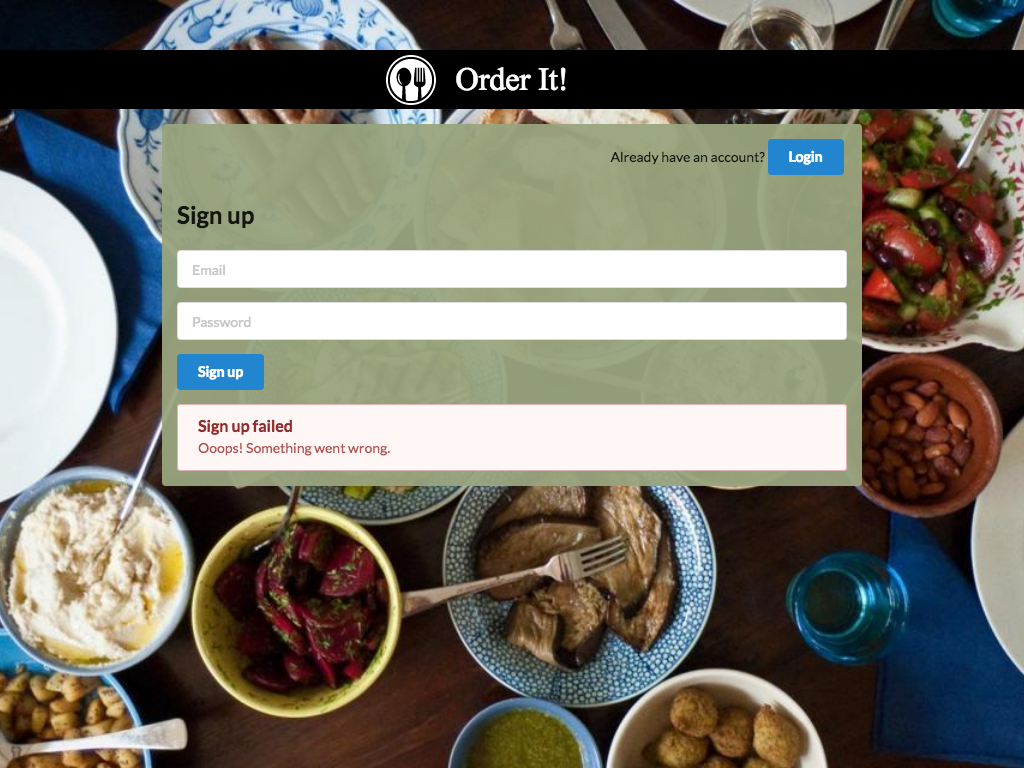 Order It!
Already have an account? Login
Sign up
Email
Password
Sign up
Sign up failed
Ooops! Something went wrong.